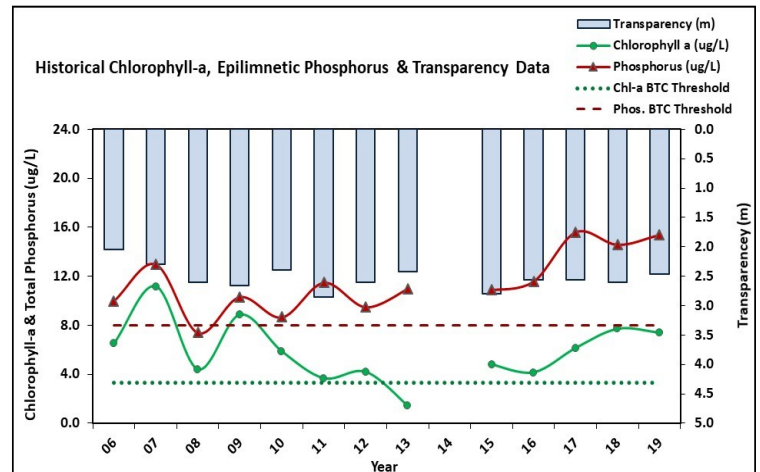 Transparency (m)
Chlorophyll a (ug/L)
Phosphorus (ug/L)
Chl-a BTC Threshold
Phos. BTC Threshold
Historical Chlorophyll-a, Epilimnetic Phosphorus & Transparency Data
Chlorophyll-a & Total Phosphorus (ug/L)
24.0
20.0
16.0
12.0
8.0
4.0
0.0
0.0
0.5
1.0
1.5
2.0
2.5
3.0
3.5
4.0
4.5
5.0
Transparencey (m)
06 07 08 09 10 11 12 13 14 15 16 17 18 19
Year